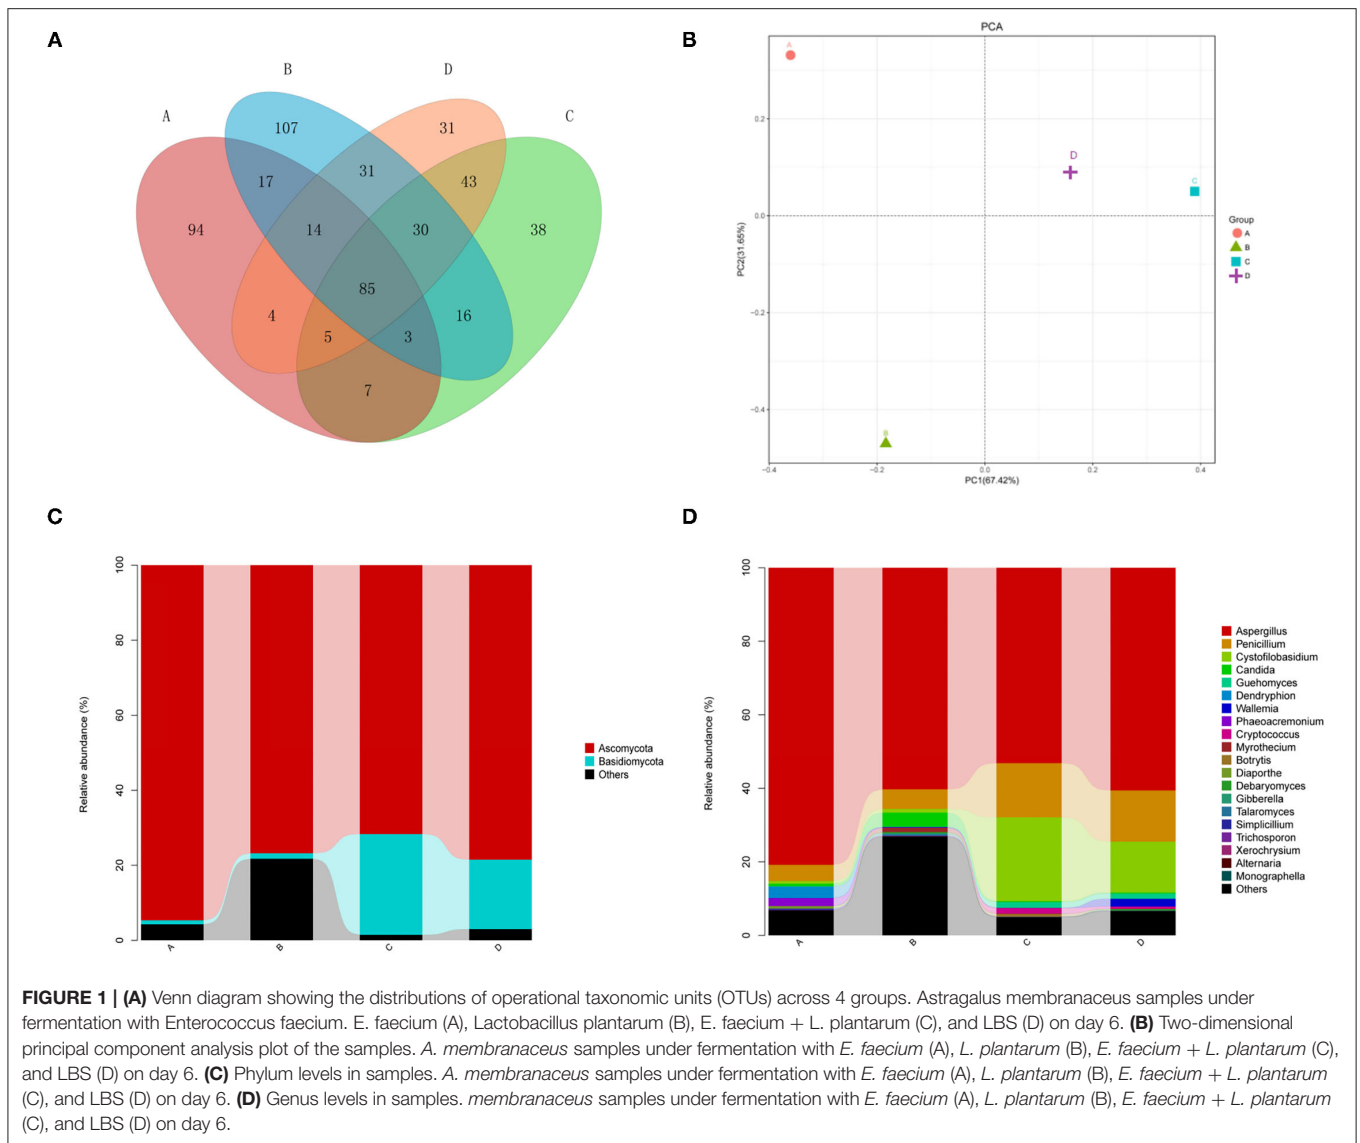 A
B
D
A
C
107
31
17
31
43
94
14
30
38
85
4
5
3
16
7
B
PCA
A
D
C
B
0.2
0.0
-0.2
-0.4
-0.4
-0.2
0.0
0.2
0.4
PC2(31.65%)
PC1(67.42%)
Group
A
B
C
D
C
Relative abundance (%)
100
80
60
40
20
0
A
B
C
D
Ascomycota
Basidiomycota
Others
D
Relative abundance (%)
100
80
60
40
20
0
A
B
C
D
Aspergillus
Penicillium
Cystofilobasidium
Candida
Guehomyces
Dendryphion
Wallemia
Phaeoacremonium
Cryptococcus
Myrothecium
Botrytis
Diaporthe
Debaryomyces
Gibberella
Talaromyces
Simplicillium
Trichosporon
Xerochrysium
Alternaria
Monographella
Others
FIGURE 1 | (A) Venn diagram showing the distributions of operational taxonomic units (OTUs) across 4 groups. Astragalus membranaceus samples under
fermentation with Enterococcus faecium. E. faecium (A), Lactobacillus plantarum (B), E. faecium + L. plantarum (C), and LBS (D) on day 6. (B) Two-dimensional
principal component analysis plot of the samples. A. membranaceus samples under fermentation with E. faecium (A), L. plantarum (B), E. faecium + L. plantarum (C),
and LBS (D) on day 6. (C) Phylum levels in samples. A. membranaceus samples under fermentation with E. faecium (A), L. plantarum (B), E. faecium + L. plantarum
(C), and LBS (D) on day 6. (D) Genus levels in samples. membranaceus samples under fermentation with E. faecium (A), L. plantarum (B), E. faecium + L. plantarum
(C), and LBS (D) on day 6.